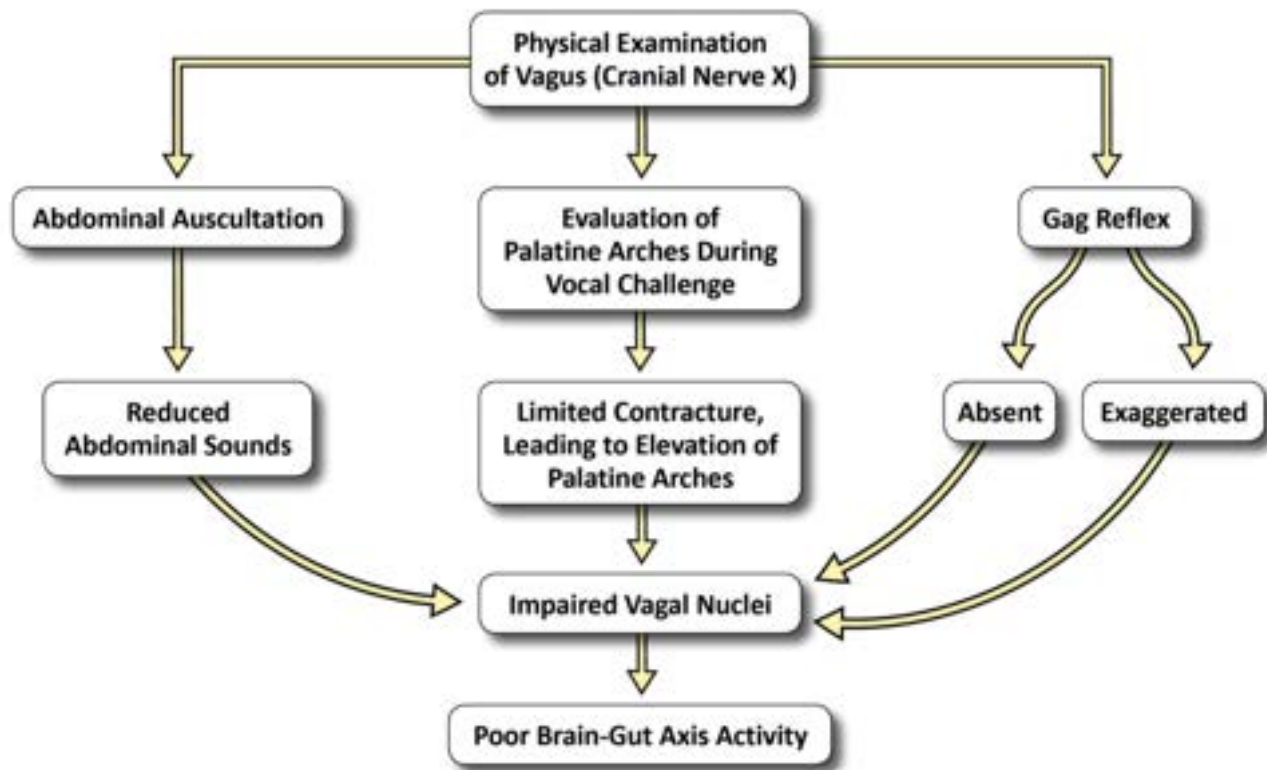 Physical Examination
of Vagus (Cranial Nerve X)
Abdominal Auscultation
Evaluation of
Palatine Arches During
Vocal Challenge
Gag Reflex
Reduced
Abdominal Sounds
Limited Contracture,
Leading to Elevation of
Palatine Arches
Absent
Exaggerated
Impaired Vagal Nuclei
Poor Brain-Gut Axis Activity